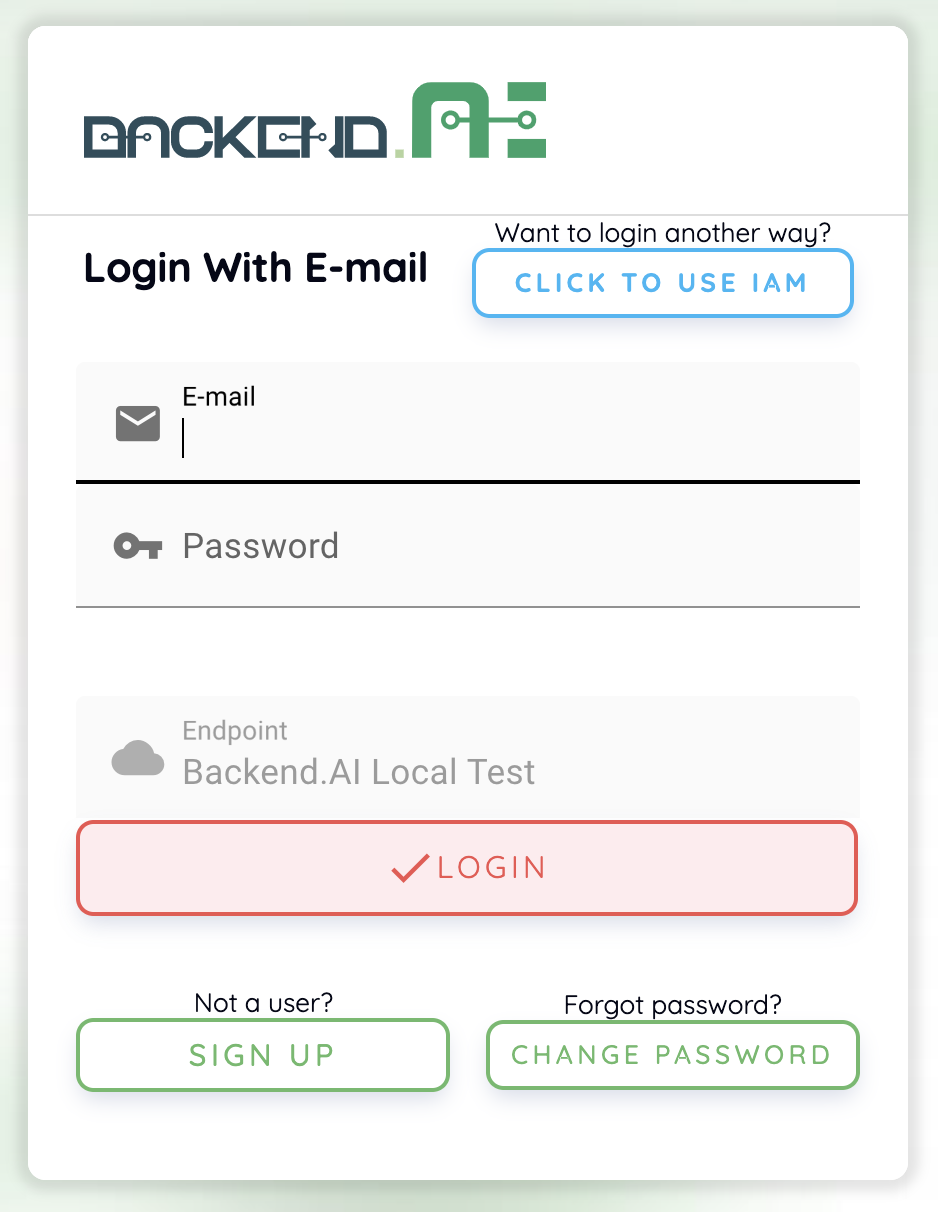 BACKEND.AI
Want to login another way?
Login With E-mail
CLICK TO USE IAM
E-mail
Password
Endpoint
Backend.AI Local Test
LOGIN
Not a user?
Forgot password?
SIGN UP
CHANGE PASSWORD